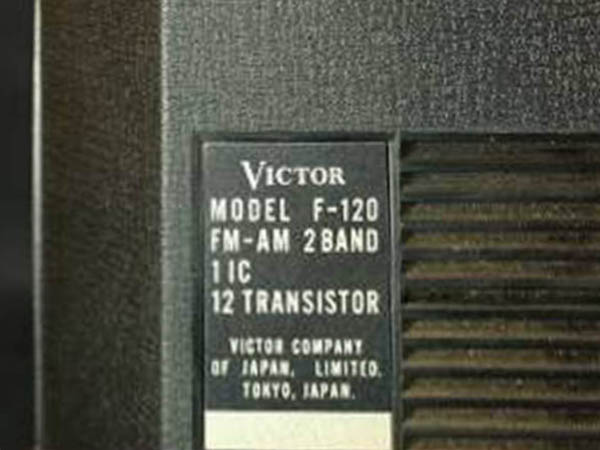 VICTOR
MODEL F-120
FM-AM 2 BAND
1 IC
12 TRANSISTOR
VICTOR COMPANY
OF JAPAN, LIMITED.
TOKYO, JAPAN.